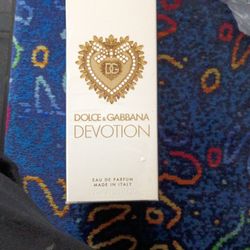 DG
DOLCE & GABBANA
DEVOTION
EAU DE PARFUM
MADE IN ITALY